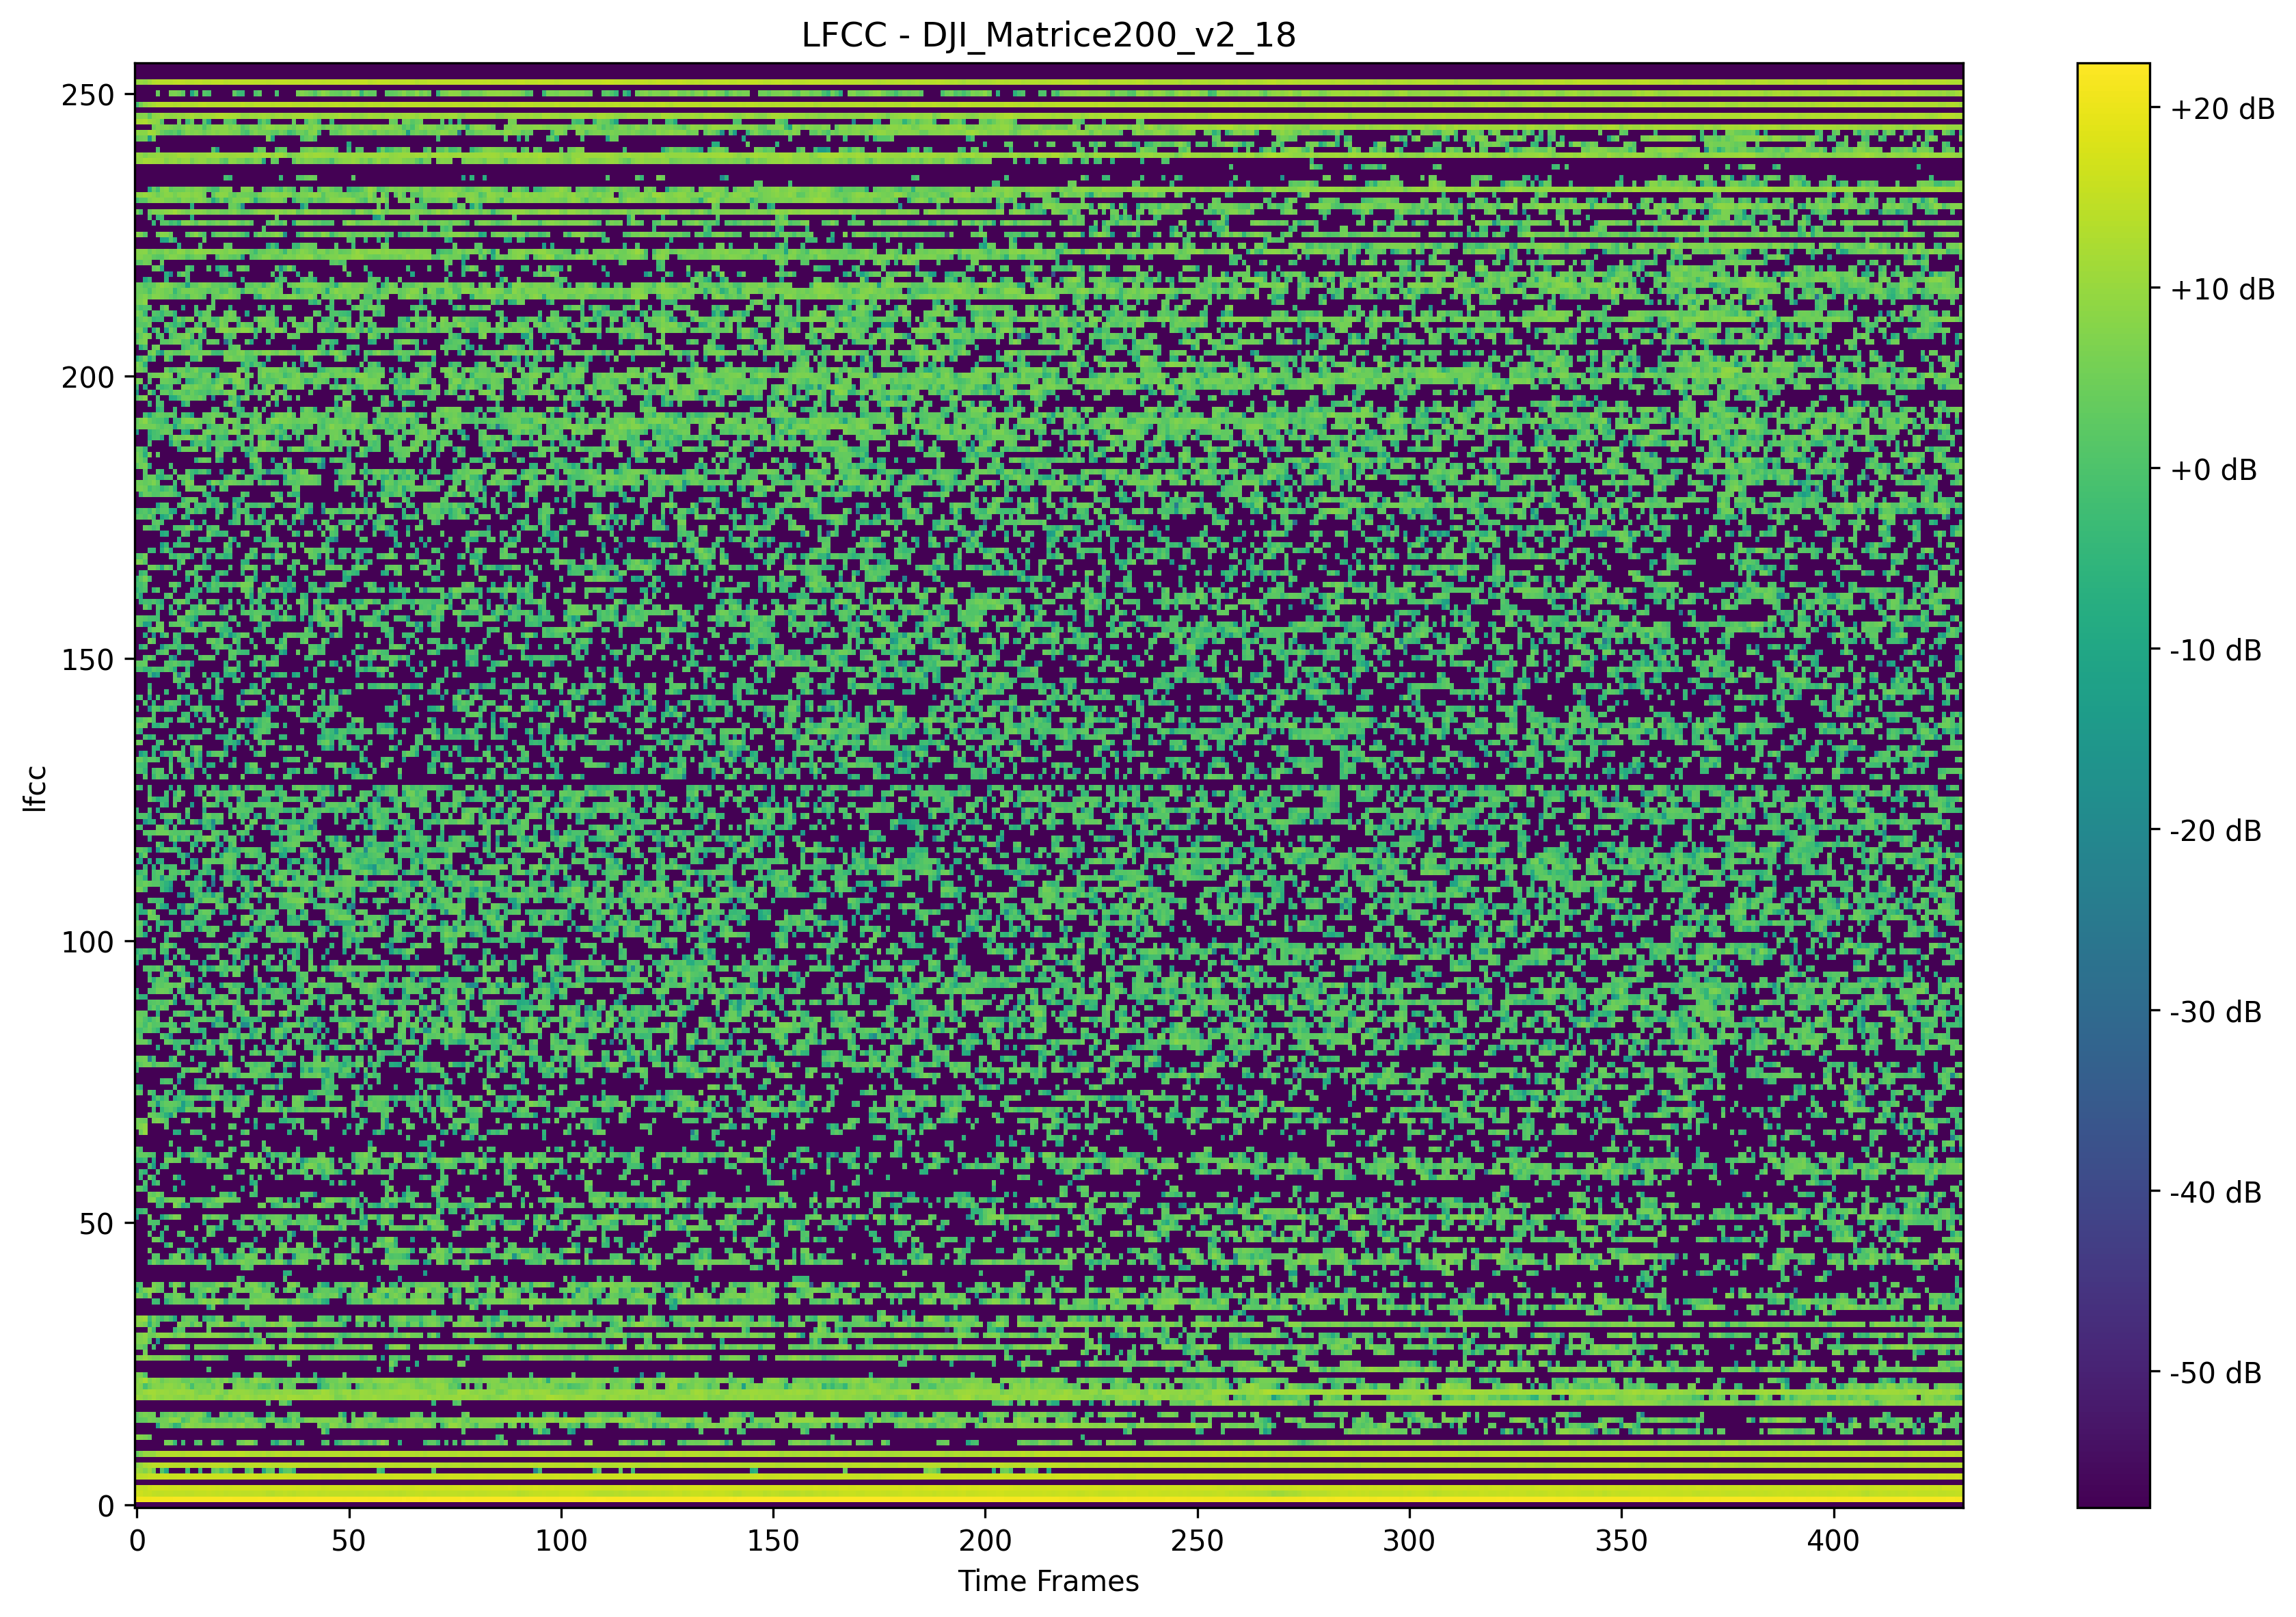 LFCC - DJI_Matrice200_v2_18
250
200
150
100
50
0
lfcc
0 50 100 150 200 250 300 350 400
Time Frames
+20 dB
+10 dB
+0 dB
-10 dB
-20 dB
-30 dB
-40 dB
-50 dB